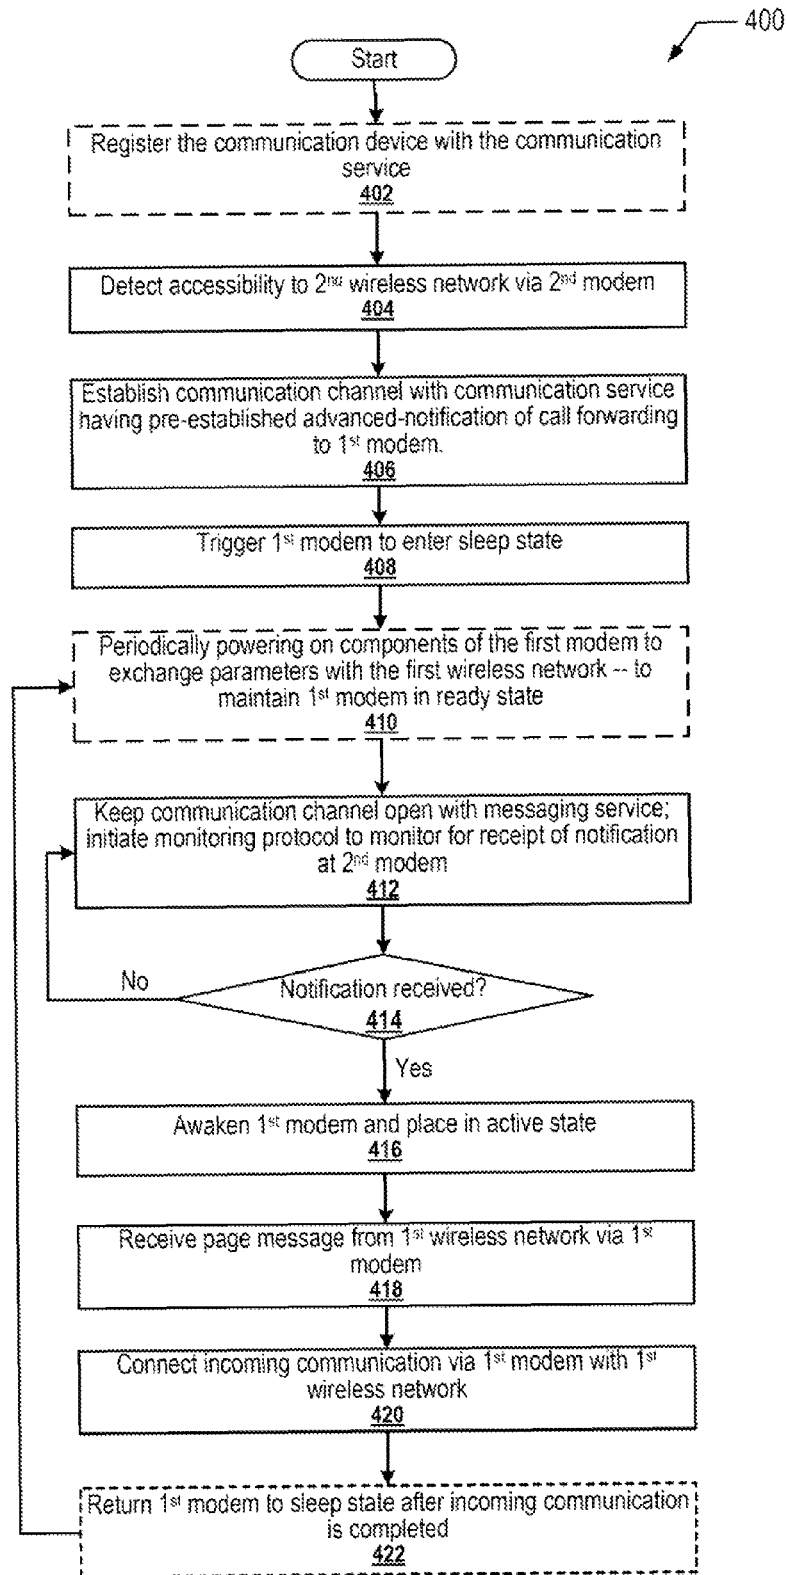 400
Start
Register the communication device with the communication
service
402
Detect accessibility to 2nd wireless network via 2nd modem
404
Establish communication channel with communication service
having pre-established advanced-notification of call forwarding
to 1st modem.
406
Trigger 1st modem to enter sleep state
408
Periodically powering on components of the first modem to
exchange parameters with the first wireless network -- to
maintain 1st modem in ready state
410
Keep communication channel open with messaging service;
initiate monitoring protocol to monitor for receipt of notification
at 2nd modem
412
No
Notification received?
414
Yes
Awaken 1st modem and place in active state
416
Receive page message from 1st wireless network via 1st
modem
418
Connect incoming communication via 1st modem with 1st
wireless network
420
Return 1st modem to sleep state after incoming communication
is completed
422